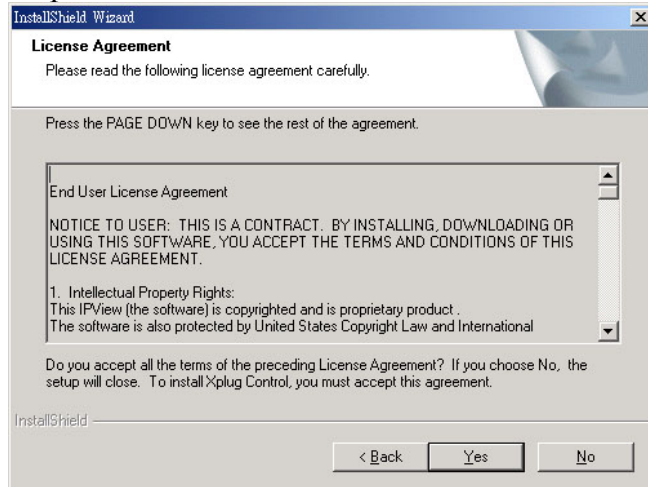 InstallShield Wizard
License Agreement
Please read the following license agreement carefully.
Press the PAGE DOWN key to see the rest of the agreement.
End User License Agreement
NOTICE TO USER: THIS IS A CONTRACT. BY INSTALLING, DOWNLOADING OR
USING THIS SOFTWARE, YOU ACCEPT THE TERMS AND CONDITIONS OF THIS
LICENSE AGREEMENT.
1. Intellectual Property Rights:
This IPView (the software) is copyrighted and is proprietary product .
The software is also protected by United States Copyright Law and International
Do you accept all the terms of the preceding License Agreement? If you choose No, the
setup will close. To install Xplug Control, you must accept this agreement.
InstallShield
< Back Yes No